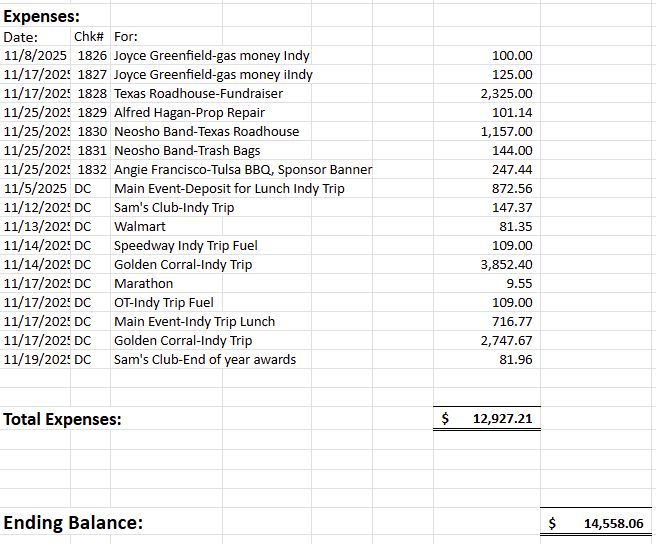 Expenses:
Date: Chk# For:
11/8/2025 1826 Joyce Greenfield-gas money Indy 100.00
11/17/2025 1827 Joyce Greenfield-gas money iIndy 125.00
11/17/2025 1828 Texas Roadhouse-Fundraiser 2,325.00
11/25/2025 1829 Alfred Hagan-Prop Repair 101.14
11/25/2025 1830 Neosho Band-Texas Roadhouse 1,157.00
11/25/2025 1831 Neosho Band-Trash Bags 144.00
11/25/2025 1832 Angie Francisco-Tulsa BBQ, Sponsor Banner 247.44
11/5/2025 DC Main Event-Deposit for Lunch Indy Trip 872.56
11/12/2025 DC Sam's Club-Indy Trip 147.37
11/13/2025 DC Walmart 81.35
11/14/2025 DC Speedway Indy Trip Fuel 109.00
11/14/2025 DC Golden Corral-Indy Trip 3,852.40
11/17/2025 DC Marathon 9.55
11/17/2025 DC OT-Indy Trip Fuel 109.00
11/17/2025 DC Main Event-Indy Trip Lunch 716.77
11/17/2025 DC Golden Corral-Indy Trip 2,747.67
11/19/2025 DC Sam's Club-End of year awards 81.96
Total Expenses: $ 12,927.21
Ending Balance: $ 14,558.06